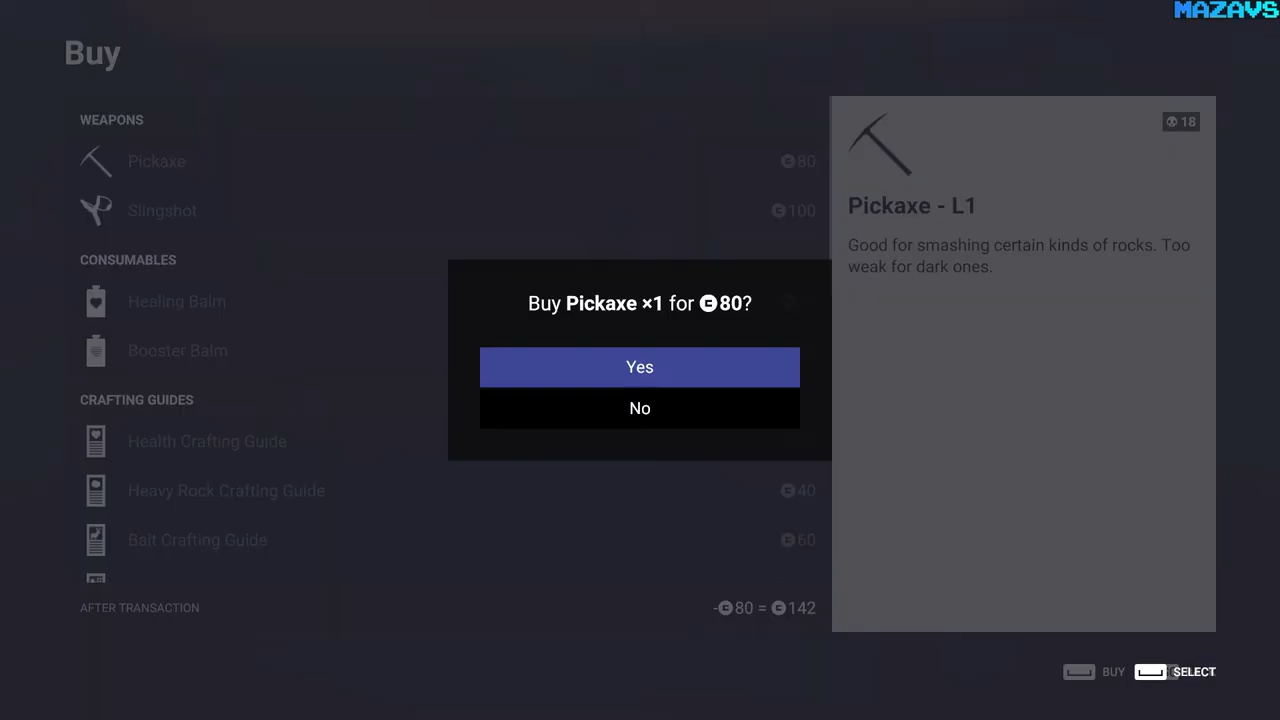 MAZAVS
Buy
WEAPONS
Pickaxe 80
Slingshot 100
CONSUMABLES
Healing Balm
Booster Balm
CRAFTING GUIDES
Health Crafting Guide
Heavy Rock Crafting Guide 40
Bait Crafting Guide 60
AFTER TRANSACTION -80 = 142
Buy Pickaxe ×1 for 80?
Yes
No
18
Pickaxe - L1
Good for smashing certain kinds of rocks. Too
weak for dark ones.
BUY SELECT